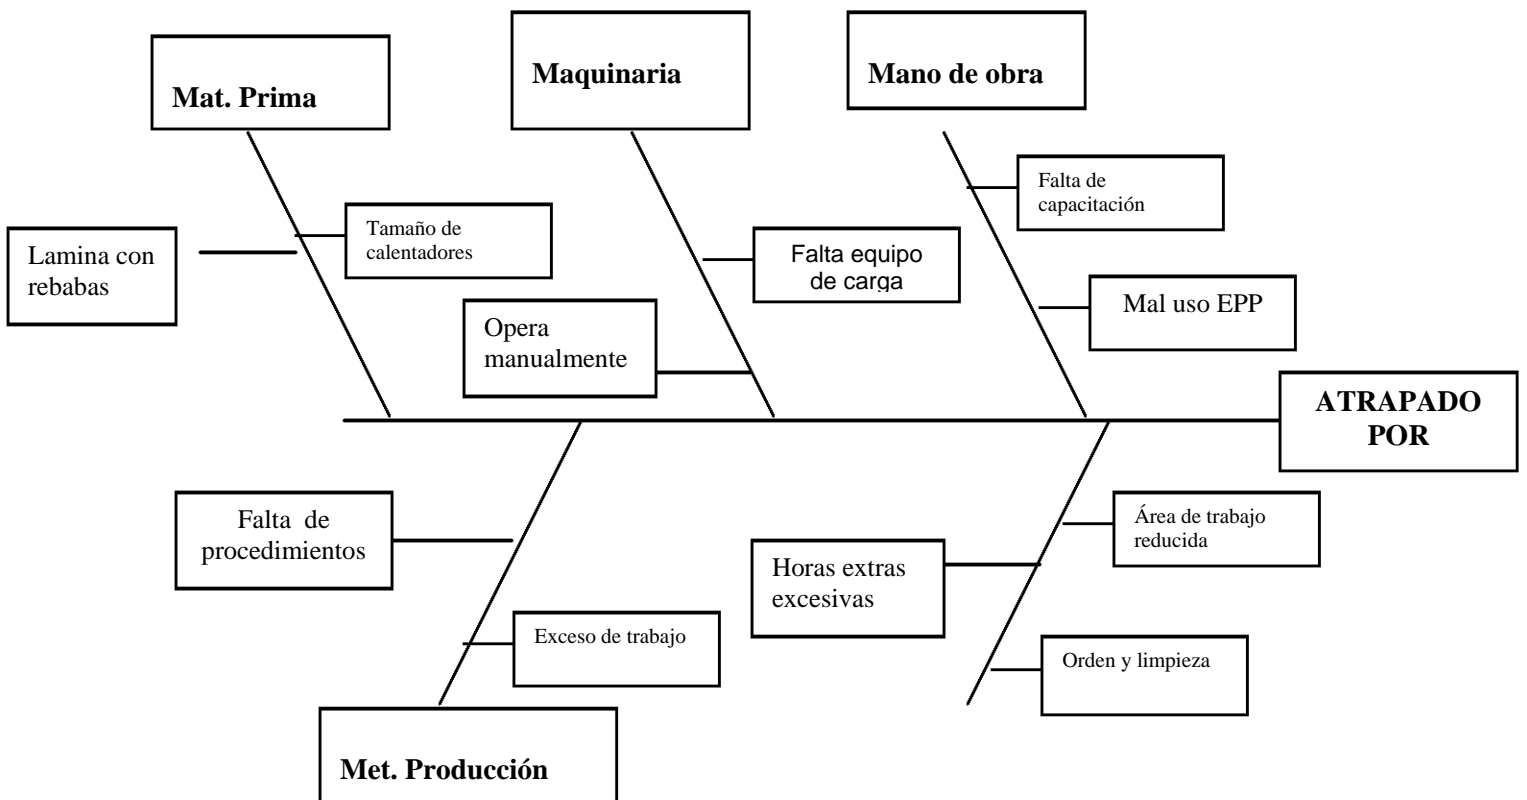 Mat. Prima
Maquinaria
Mano de obra
Falta de
capacitación
Tamaño de
calentadores
Lamina con
rebabas
Falta equipo
de carga
Mal uso EPP
Opera
manualmente
ATRAPADO
POR
Falta de
procedimientos
Área de trabajo
reducida
Horas extras
excesivas
Exceso de trabajo
Orden y limpieza
Met. Producción